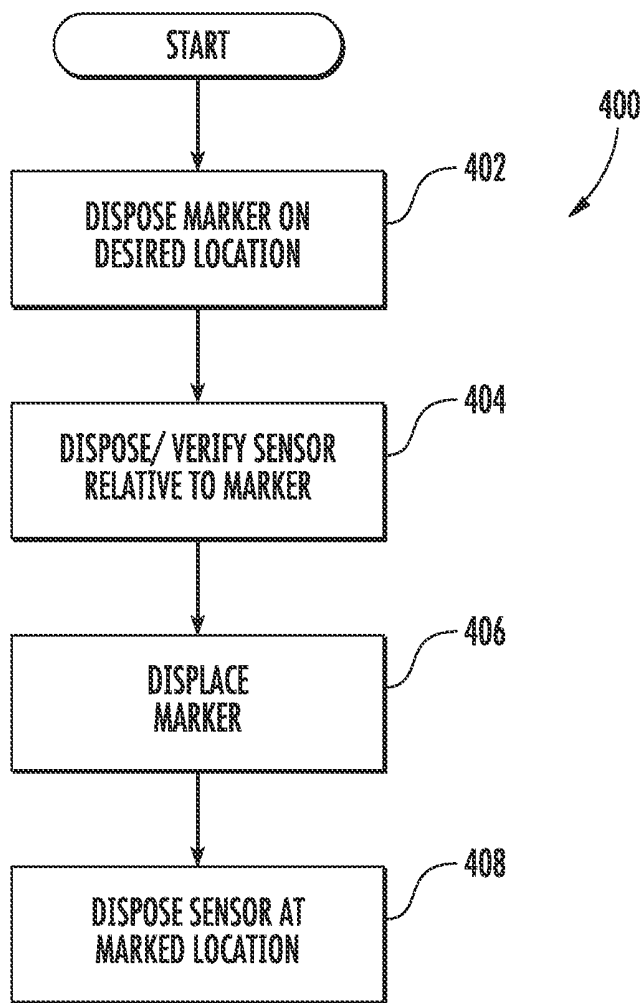 START
400
402
DISPOSE MARKER ON
DESIRED LOCATION
404
DISPOSE/ VERIFY SENSOR
RELATIVE TO MARKER
406
DISPLACE
MARKER
408
DISPOSE SENSOR AT
MARKED LOCATION